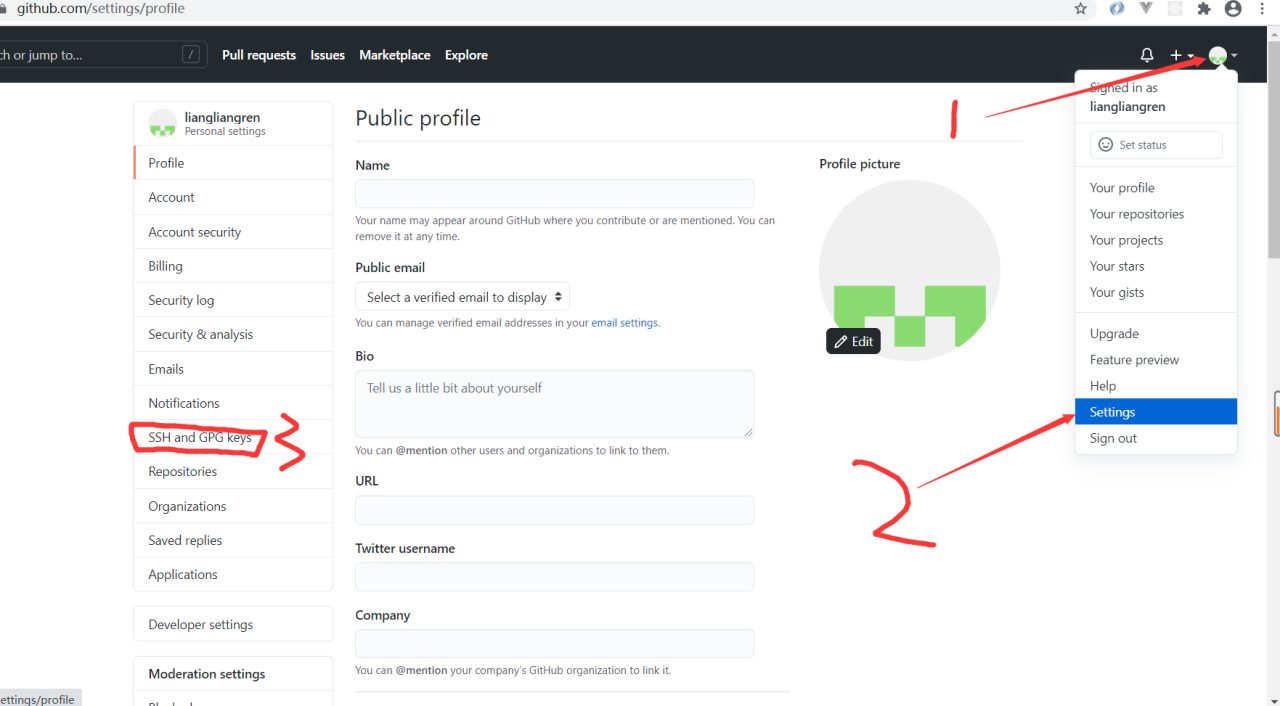 github.com/settings/profile
ch or jump to...
/
Pull requests
Issues
Marketplace
Explore
1
Signed in as
liangliangren
Set status
Your profile
Your repositories
Your projects
Your stars
Your gists
Upgrade
Feature preview
Help
Settings
Sign out
2
liangliangren
Personal settings
Profile
Account
Account security
Billing
Security log
Security & analysis
Emails
Notifications
SSH and GPG keys
3
Repositories
Organizations
Saved replies
Applications
Developer settings
Moderation settings
Public profile
Name
Your name may appear around GitHub where you contribute or are mentioned. You can
remove it at any time.
Public email
Select a verified email to display
You can manage verified email addresses in your email settings.
Bio
Tell us a little bit about yourself
You can @mention other users and organizations to link to them.
URL
Twitter username
Company
You can @mention your company's GitHub organization to link it.
Profile picture
Edit
ettings/profile